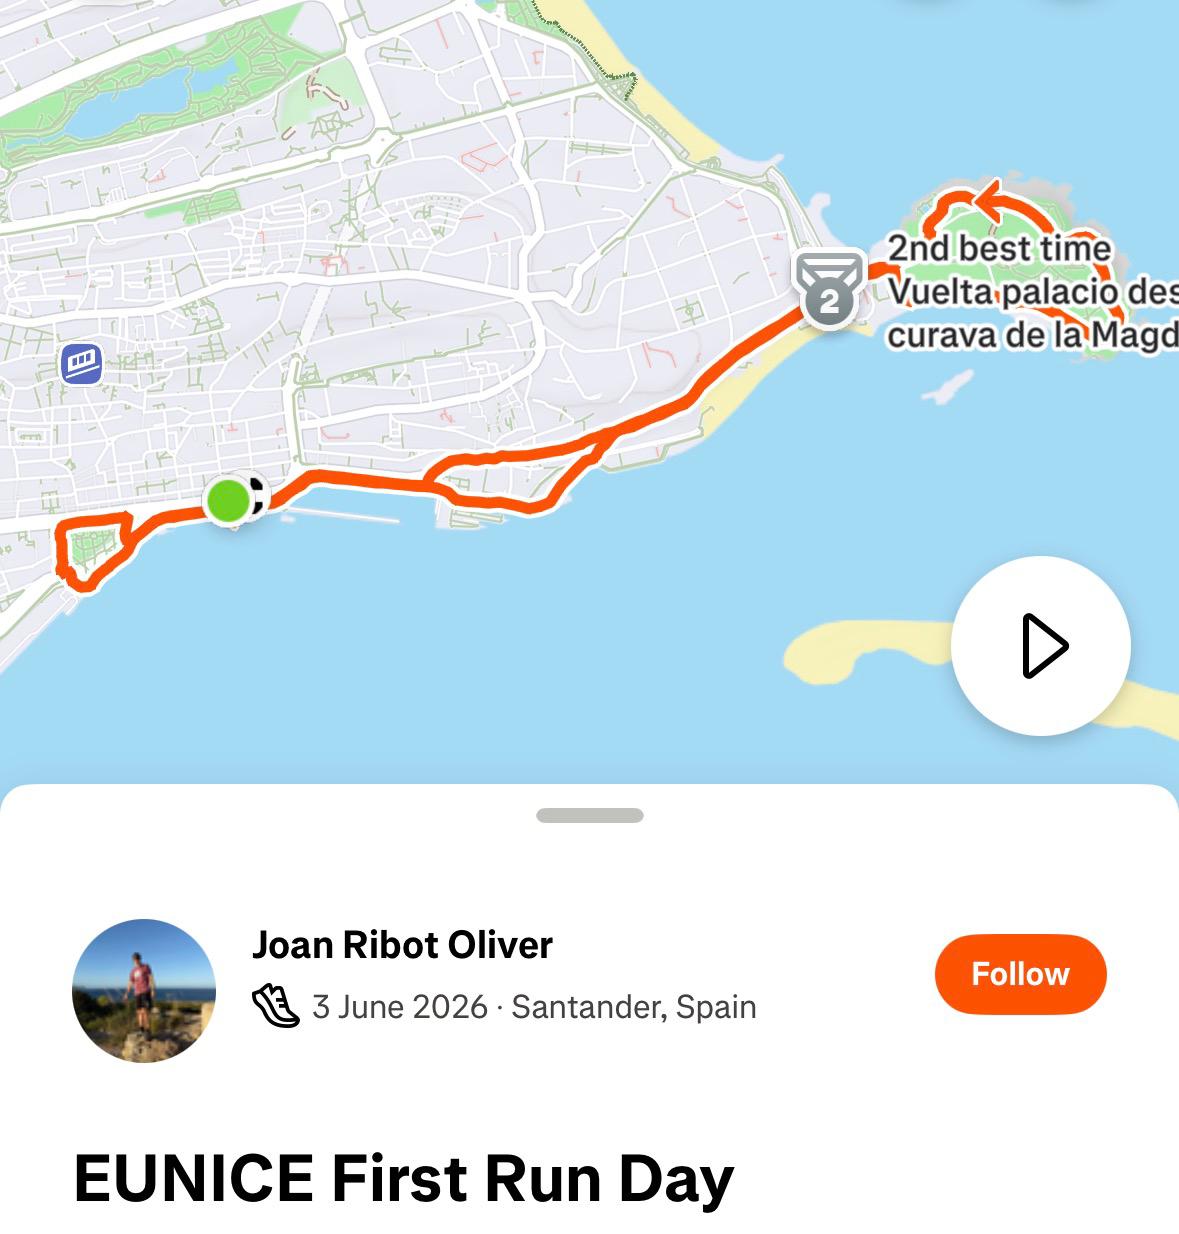 2nd best time
Vuelta palacio des
curava de la Magd
2
Joan Ribot Oliver
3 June 2026 · Santander, Spain
Follow
EUNICE First Run Day